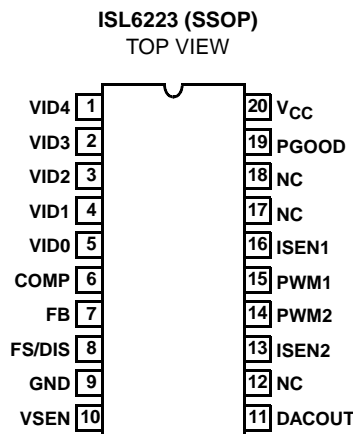 ISL6223 (SSOP)
TOP VIEW
VID4 1 20 VCC
VID3 2 19 PGOOD
VID2 3 18 NC
VID1 4 17 NC
VID0 5 16 ISEN1
COMP 6 15 PWM1
FB 7 14 PWM2
FS/DIS 8 13 ISEN2
GND 9 12 NC
VSEN 10 11 DACOUT